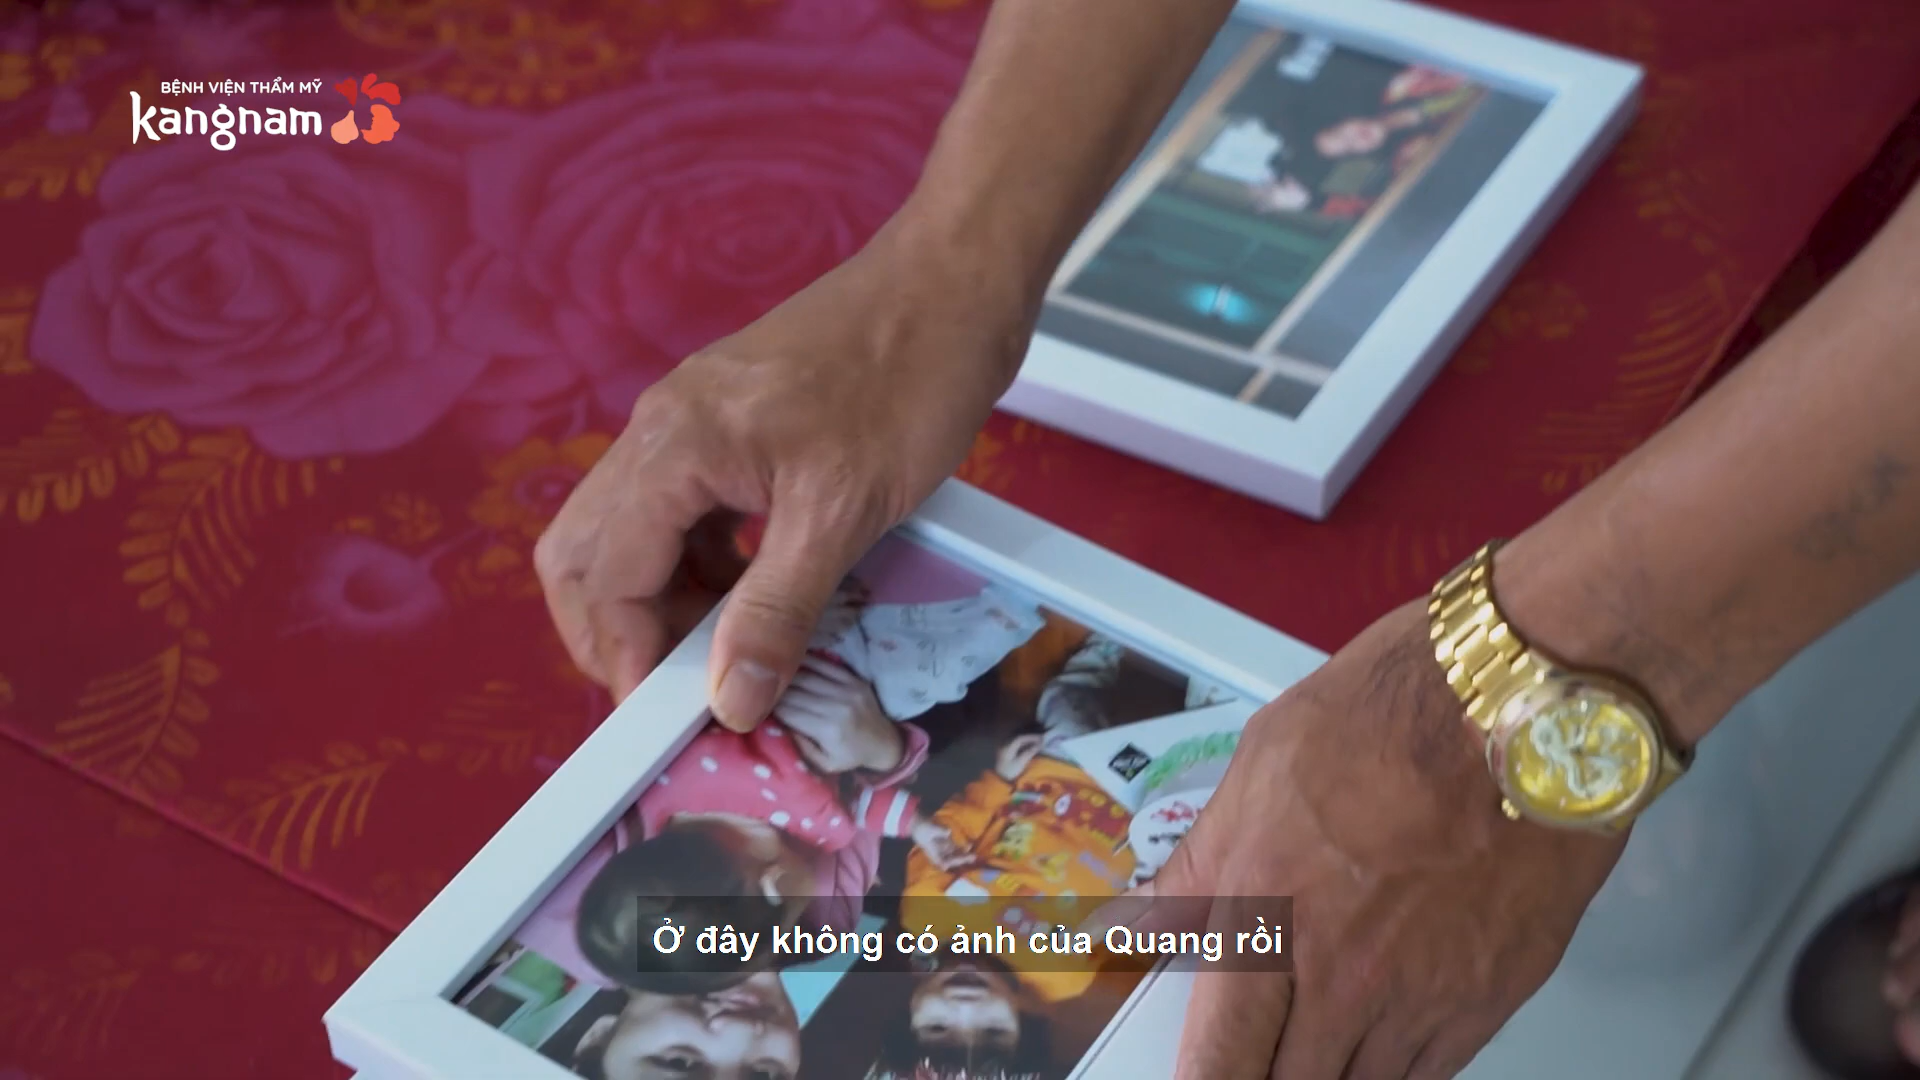 BỆNH VIỆN THẨM MỸ
kangnam
Ở đây không có ảnh của Quang rồi